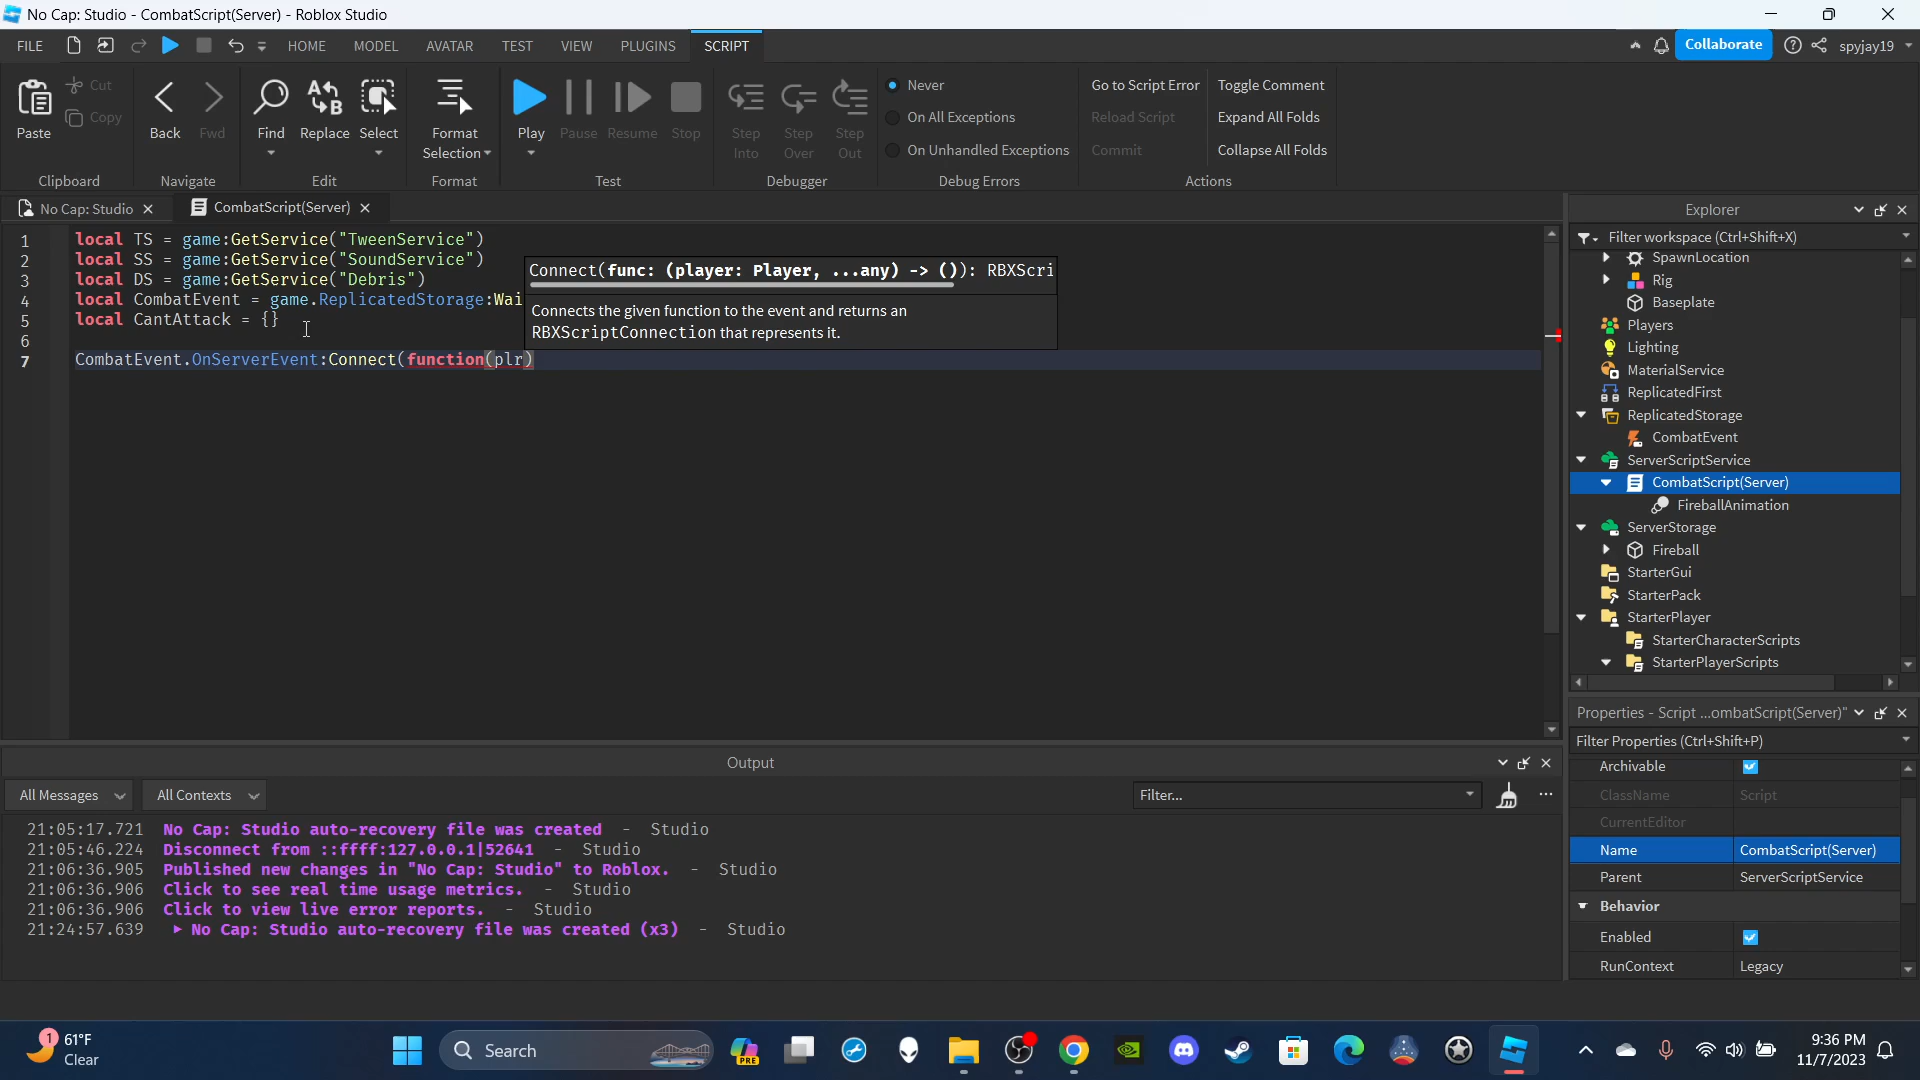 No Cap: Studio - CombatScript(Server) - Roblox Studio
FILE HOME MODEL AVATAR TEST VIEW PLUGINS SCRIPT Collaborate spyjay19
Paste Cut Copy Back Fwd Find Replace Select Format Selection Play Pause Resume Stop Step Into Step Over Step Out
Never
On All Exceptions
On Unhandled Exceptions
Go to Script Error
Reload Script
Commit
Toggle Comment
Expand All Folds
Collapse All Folds
Clipboard Navigate Edit Format Test Debugger Debug Errors Actions
No Cap: Studio CombatScript(Server)
1 local TS = game:GetService("TweenService")
2 local SS = game:GetService("SoundService")
3 local DS = game:GetService("Debris")
4 local CombatEvent = game.ReplicatedStorage:Wai
5 local CantAttack = {}
6
7 CombatEvent.OnServerEvent:Connect(function(plr)
Connect(func: (player: Player, ...any) -> ()): RBXScri
Connects the given function to the event and returns an
RBXScriptConnection that represents it.
Explorer
Filter workspace (Ctrl+Shift+X)
SpawnLocation
Rig
Baseplate
Players
Lighting
MaterialService
ReplicatedFirst
ReplicatedStorage
CombatEvent
ServerScriptService
CombatScript(Server)
FireballAnimation
ServerStorage
Fireball
StarterGui
StarterPack
StarterPlayer
StarterCharacterScripts
StarterPlayerScripts
Properties - Script ...ombatScript(Server)"
Filter Properties (Ctrl+Shift+P)
Archivable
ClassName Script
CurrentEditor
Name CombatScript(Server)
Parent ServerScriptService
Behavior
Enabled
RunContext Legacy
Output
All Messages All Contexts Filter...
21:05:17.721 No Cap: Studio auto-recovery file was created - Studio
21:05:46.224 Disconnect from ::ffff:127.0.0.1|52641 - Studio
21:06:36.905 Published new changes in "No Cap: Studio" to Roblox. - Studio
21:06:36.906 Click to see real time usage metrics. - Studio
21:06:36.906 Click to view live error reports. - Studio
21:24:57.639 No Cap: Studio auto-recovery file was created (x3) - Studio
1 61°F
Clear
Search
PRE
9:36 PM
11/7/2023